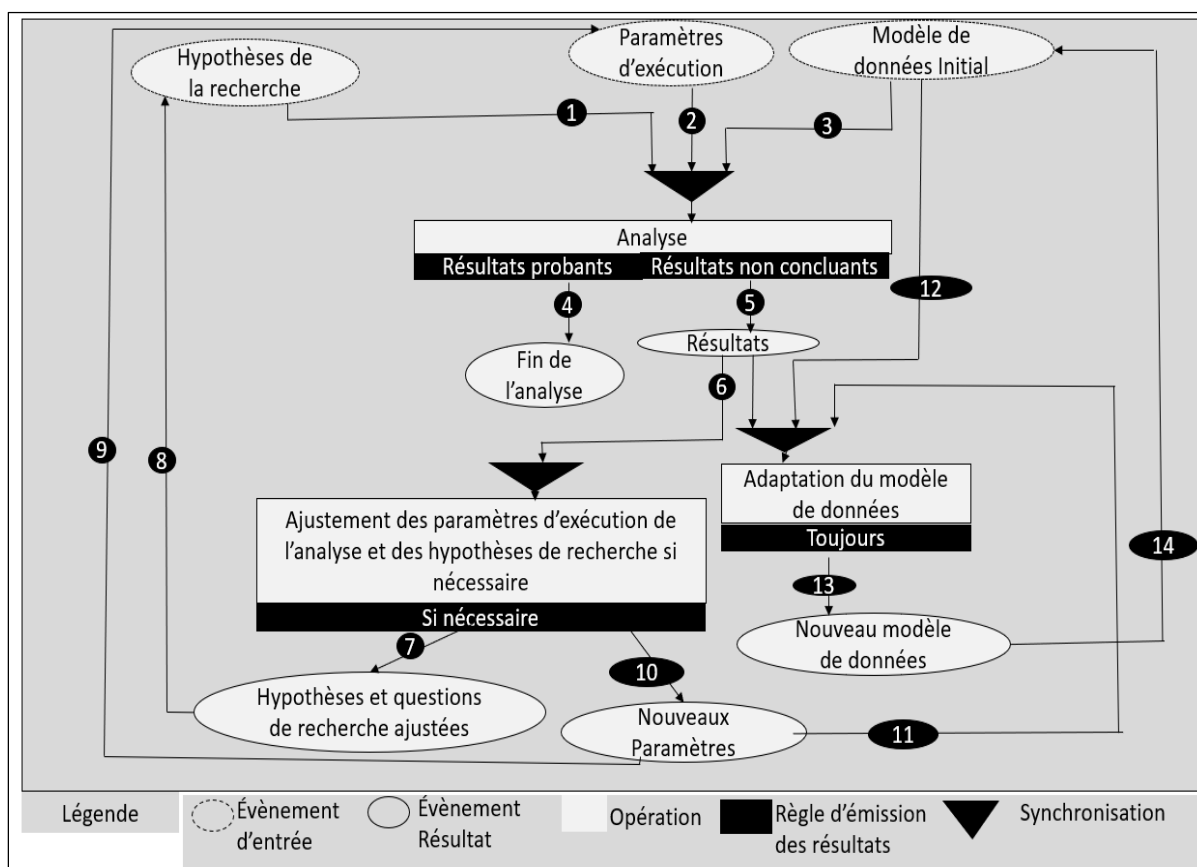 Hypothèses de
la recherche
Paramètres
d'exécution
Modèle de
données Initial
1
2
3
Analyse
Résultats probants
Résultats non concluants
4
5
12
Résultats
Fin de
l'analyse
6
9
8
Adaptation du modèle
de données
Toujours
Ajustement des paramètres d'exécution de
l'analyse et des hypothèses de recherche si
nécessaire
Si nécessaire
14
13
7
10
Nouveau modèle
de données
Hypothèses et questions
de recherche ajustées
Nouveaux
Paramètres
11
Légende
Évènement
d'entrée
Évènement
Résultat
Opération
Règle d'émission
des résultats
Synchronisation